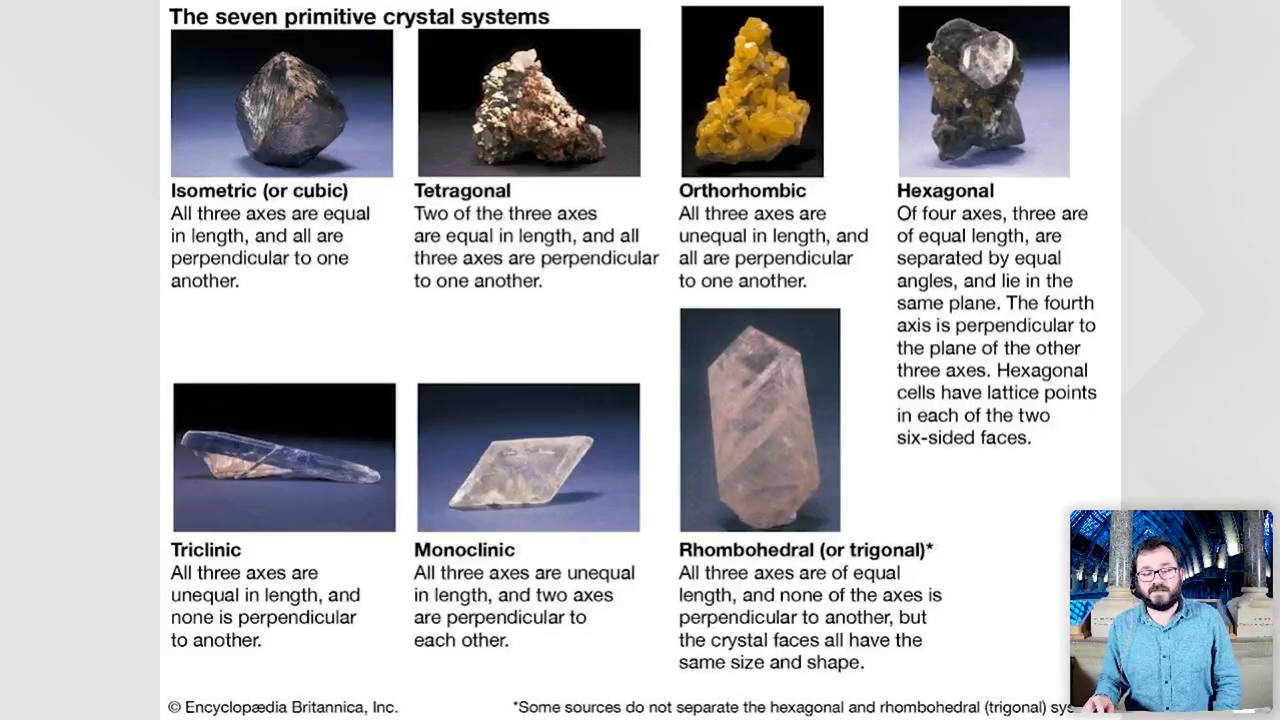 The seven primitive crystal systems
Isometric (or cubic)
All three axes are equal
in length, and all are
perpendicular to one
another.
Tetragonal
Two of the three axes
are equal in length, and all
three axes are perpendicular
to one another.
Orthorhombic
All three axes are
unequal in length, and
all are perpendicular
to one another.
Hexagonal
Of four axes, three are
of equal length, are
separated by equal
angles, and lie in the
same plane. The fourth
axis is perpendicular to
the plane of the other
three axes. Hexagonal
cells have lattice points
in each of the two
six-sided faces.
Triclinic
All three axes are
unequal in length, and
none is perpendicular
to another.
Monoclinic
All three axes are unequal
in length, and two axes
are perpendicular to
each other.
Rhombohedral (or trigonal)*
All three axes are of equal
length, and none of the axes is
perpendicular to another, but
the crystal faces all have the
same size and shape.
© Encyclopædia Britannica, Inc.
*Some sources do not separate the hexagonal and rhombohedral (trigonal)